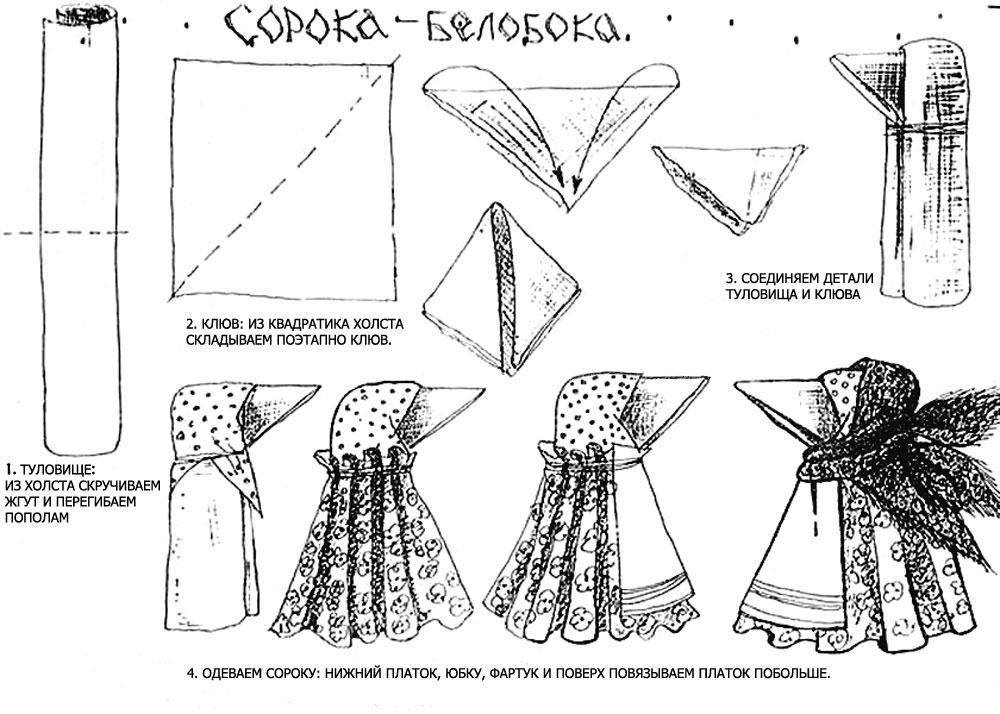 СОРОКА – БЕЛОБОКА.
3. СОЕДИНЯЕМ ДЕТАЛИ
ТУЛОВИЩА И КЛЮВА
2. КЛЮВ: ИЗ КВАДРАТИКА ХОЛСТА
СКЛАДЫВАЕМ ПОЭТАПНО КЛЮВ.
1. ТУЛОВИЩЕ:
ИЗ ХОЛСТА СКРУЧИВАЕМ
ЖГУТ И ПЕРЕГИБАЕМ
ПОПОЛАМ
4. ОДЕВАЕМ СОРОКУ: НИЖНИЙ ПЛАТОК, ЮБКУ, ФАРТУК И ПОВЕРХ ПОВЯЗЫВАЕМ ПЛАТОК ПОБОЛЬШЕ.